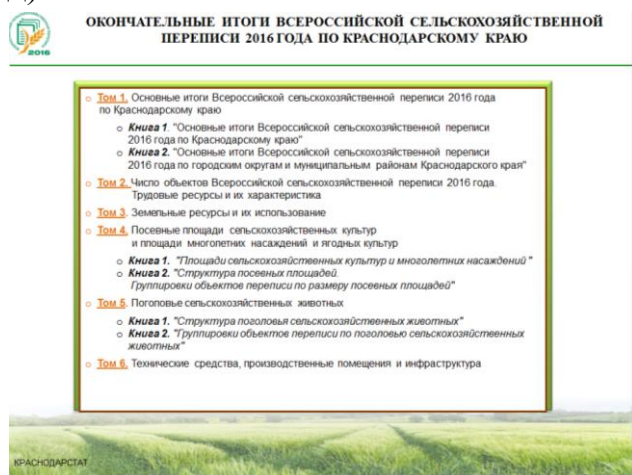 2016
ОКОНЧАТЕЛЬНЫЕ ИТОГИ ВСЕРОССИЙСКОЙ СЕЛЬСКОХОЗЯЙСТВЕННОЙ
ПЕРЕПИСИ 2016 ГОДА ПО КРАСНОДАРСКОМУ КРАЮ
Том 1. Основные итоги Всероссийской сельскохозяйственной переписи 2016 года
по Краснодарскому краю
Книга 1. "Основные итоги Всероссийской сельскохозяйственной переписи
2016 года по Краснодарскому краю"
Книга 2. "Основные итоги Всероссийской сельскохозяйственной переписи
2016 года по городским округам и муниципальным районам Краснодарского края"
Том 2. Число объектов Всероссийской сельскохозяйственной переписи 2016 года.
Трудовые ресурсы и их характеристика
Том 3. Земельные ресурсы и их использование
Том 4. Посевные площади сельскохозяйственных культур
и площади многолетних насаждений и ягодных культур
Книга 1. "Площади сельскохозяйственных культур и многолетних насаждений "
Книга 2. "Структура посевных площадей.
Группировки объектов переписи по размеру посевных площадей"
Том 5. Поголовье сельскохозяйственных животных
Книга 1. "Структура поголовья сельскохозяйственных животных"
Книга 2. "Группировки объектов переписи по поголовью сельскохозяйственных
животных"
Том 6. Технические средства, производственные помещения и инфраструктура
КРАСНОДАРСТАТ